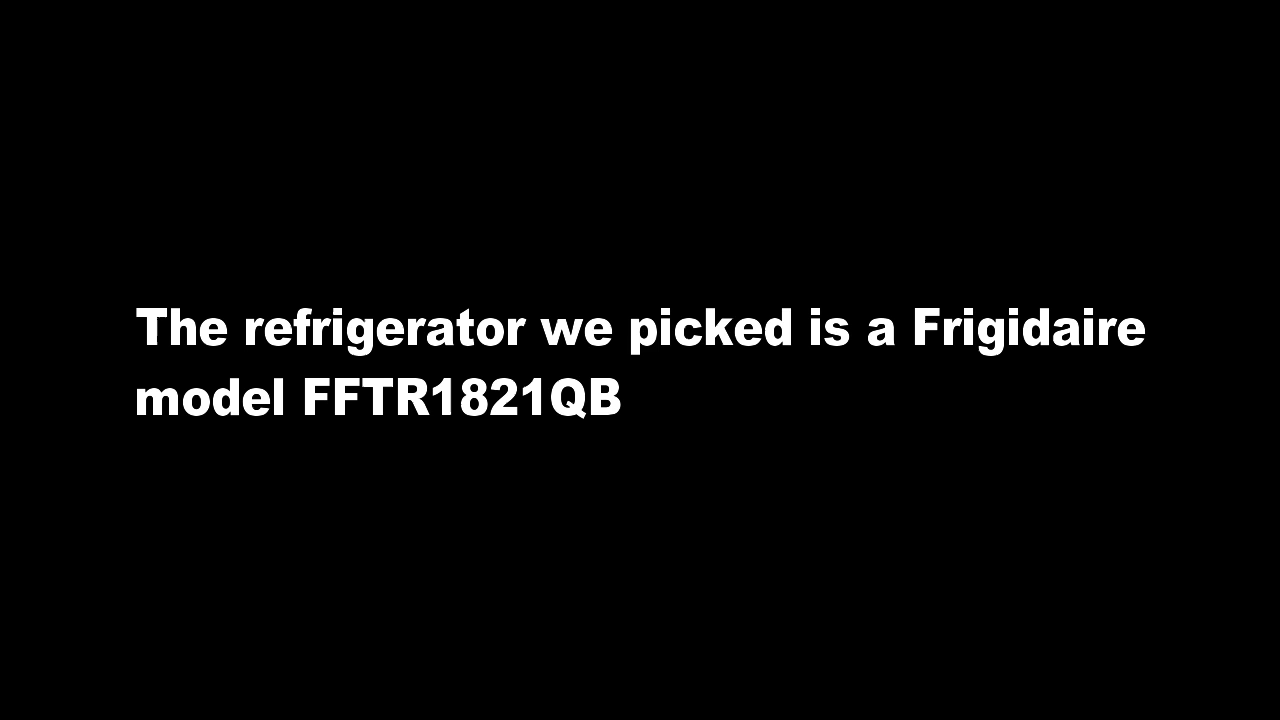 The refrigerator we picked is a Frigidaire
model FFTR1821QB